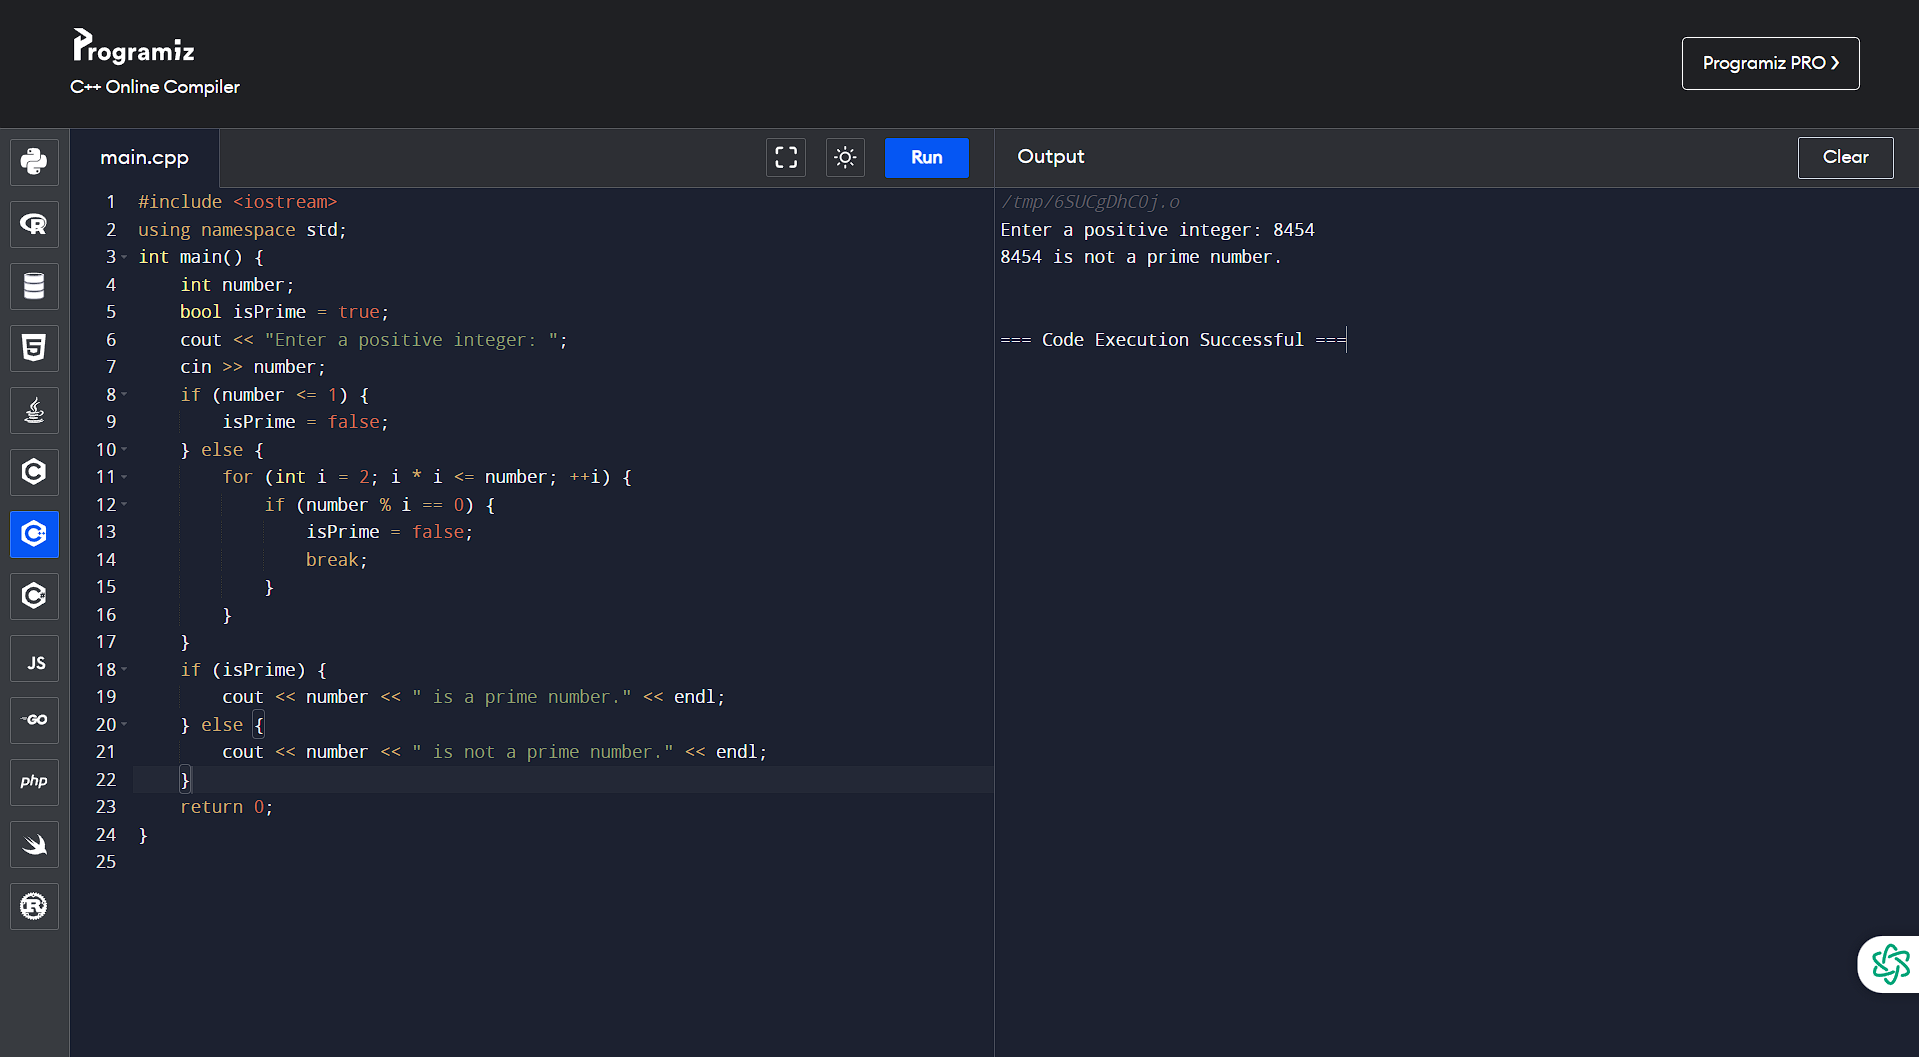 Programiz
C++ Online Compiler
Programiz PRO ❯
main.cpp
Run
Output
Clear
1 #include <iostream>
2 using namespace std;
3 int main() {
4     int number;
5     bool isPrime = true;
6     cout << "Enter a positive integer: ";
7     cin >> number;
8     if (number <= 1) {
9         isPrime = false;
10     } else {
11         for (int i = 2; i * i <= number; ++i) {
12             if (number % i == 0) {
13                 isPrime = false;
14                 break;
15             }
16         }
17     }
18     if (isPrime) {
19         cout << number << " is a prime number." << endl;
20     } else {
21         cout << number << " is not a prime number." << endl;
22     }
23     return 0;
24 }
25
/tmp/6SUCgDhC0j.o
Enter a positive integer: 8454
8454 is not a prime number.
=== Code Execution Successful ===
R
5
C
C++
C#
JS
GO
php
R